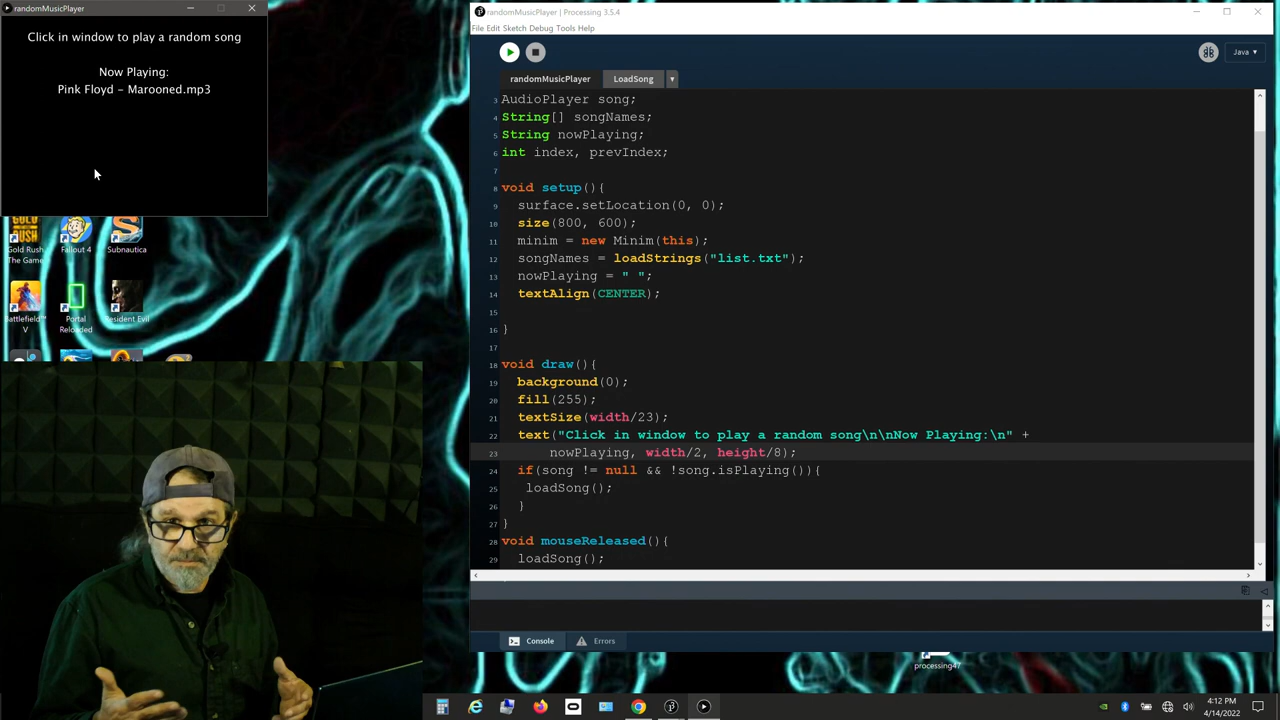 randomMusicPlayer
Click in window to play a random song
Now Playing:
Pink Floyd - Marooned.mp3
Gold Rush
The Game
Fallout 4
Subnautica
Battlefield™
V
Portal
Reloaded
Resident Evil
randomMusicPlayer | Processing 3.5.4
File Edit Sketch Debug Tools Help
Java ▾
randomMusicPlayer
LoadSong
3 AudioPlayer song;
4 String[] songNames;
5 String nowPlaying;
6 int index, prevIndex;
7
8 void setup(){
9 surface.setLocation(0, 0);
10 size(800, 600);
11 minim = new Minim(this);
12 songNames = loadStrings("list.txt");
13 nowPlaying = " ";
14 textAlign(CENTER);
15
16 }
17
18 void draw(){
19 background(0);
20 fill(255);
21 textSize(width/23);
22 text("Click in window to play a random song\n\nNow Playing:\n" +
23 nowPlaying, width/2, height/8);
24 if(song != null && !song.isPlaying()){
25 loadSong();
26 }
27 }
28 void mouseReleased(){
29 loadSong();
Console
Errors
processing47
4:12 PM
4/14/2022